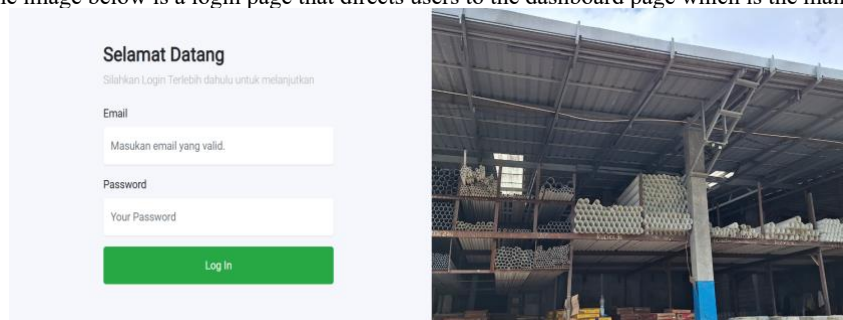 e image below is a login page that directs users to the dashboard page which is the main
Selamat Datang
Silahkan Login Terlebih dahulu untuk melanjutkan
Email
Masukan email yang valid.
Password
Your Password
Log In